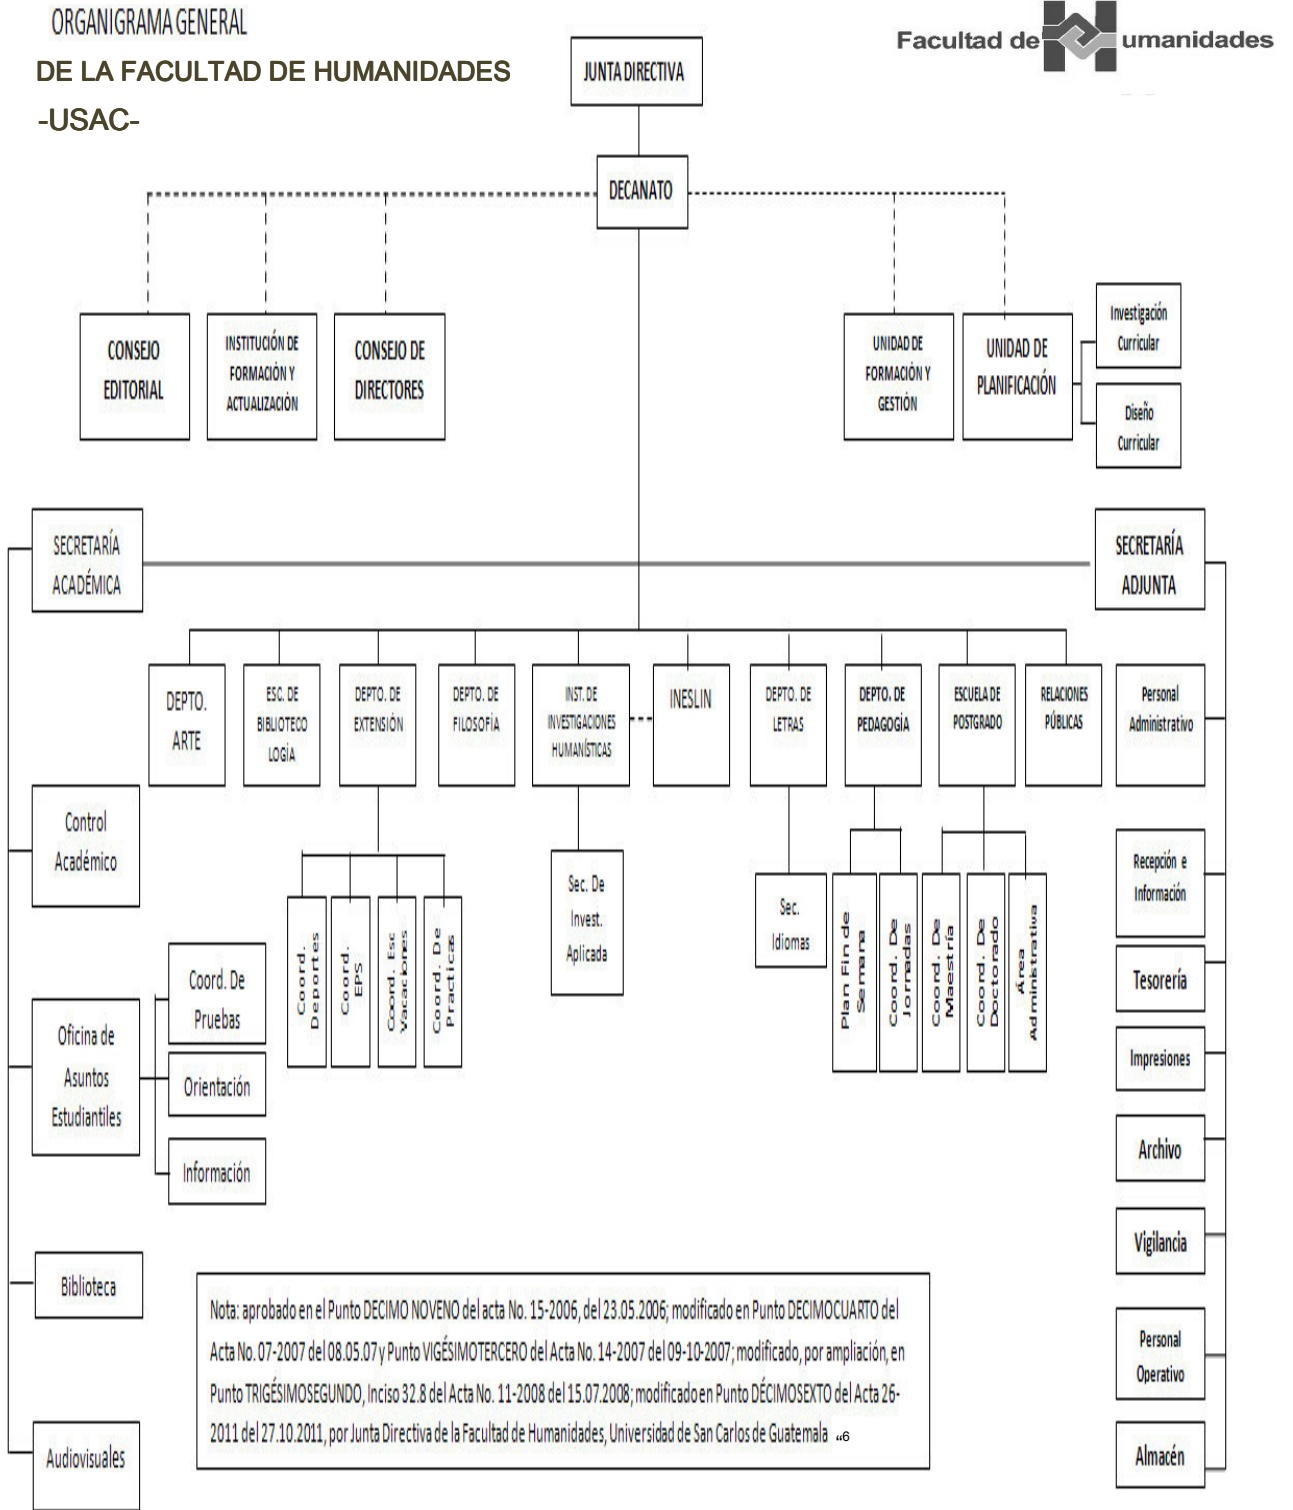 ORGANIGRAMA GENERAL
DE LA FACULTAD DE HUMANIDADES
-USAC-
Facultad de Humanidades
JUNTA DIRECTIVA
DECANATO
CONSEJO
EDITORIAL
INSTITUCIÓN DE
FORMACIÓN Y
ACTUALIZACIÓN
CONSEJO DE
DIRECTORES
UNIDAD DE
FORMACIÓN Y
GESTIÓN
UNIDAD DE
PLANIFICACIÓN
Investigación
Curricular
Diseño
Curricular
SECRETARÍA
ACADÉMICA
SECRETARÍA
ADJUNTA
DEPTO.
ARTE
ESC. DE
BIBLIOTECO
LOGÍA
DEPTO. DE
EXTENSIÓN
DEPTO. DE
FILOSOFÍA
INST. DE
INVESTIGACIONES
HUMANÍSTICAS
INESLIN
DEPTO. DE
LETRAS
DEPTO. DE
PEDAGOGÍA
ESCUELA DE
POSTGRADO
RELACIONES
PÚBLICAS
Personal
Administrativo
Control
Académico
Recepción e
Información
Sec. De
Invest.
Aplicada
Sec.
Idiomas
Coord.
Deportes
Coord.
EPS
Coord. Esc
Vacaciones
Coord. De
Practicas
Plan Fin de
Semana
Coord. De
Jornadas
Coord. De
Maestría
Coord. De
Doctorado
Área
Administrativa
Tesorería
Oficina de
Asuntos
Estudiantiles
Coord. De
Pruebas
Orientación
Información
Impresiones
Archivo
Vigilancia
Biblioteca
Personal
Operativo
Audiovisuales
Almacén
Nota: aprobado en el Punto DECIMO NOVENO del acta No. 15-2006, del 23.05.2006; modificado en Punto DECIMOCUARTO del
Acta No. 07-2007 del 08.05.07 y Punto VIGÉSIMOTERCERO del Acta No. 14-2007 del 09-10-2007; modificado, por ampliación, en
Punto TRIGÉSIMOSEGUNDO, Inciso 32.8 del Acta No. 11-2008 del 15.07.2008; modificado en Punto DÉCIMOSEXTO del Acta 26-
2011 del 27.10.2011, por Junta Directiva de la Facultad de Humanidades, Universidad de San Carlos de Guatemala “6